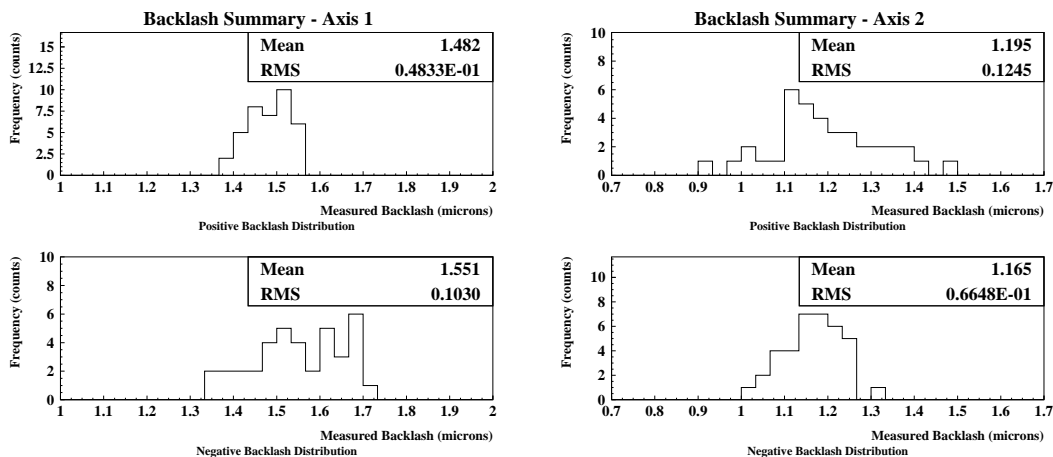 Backlash Summary - Axis 1
Mean 1.482
RMS 0.4833E-01
Frequency (counts)
0
2.5
5
7.5
10
12.5
15
1 1.1 1.2 1.3 1.4 1.5 1.6 1.7 1.8 1.9 2
Measured Backlash (microns)
Positive Backlash Distribution
Backlash Summary - Axis 2
Mean 1.195
RMS 0.1245
Frequency (counts)
0
2
4
6
8
10
0.7 0.8 0.9 1 1.1 1.2 1.3 1.4 1.5 1.6 1.7
Measured Backlash (microns)
Positive Backlash Distribution
Mean 1.551
RMS 0.1030
Frequency (counts)
0
2
4
6
8
10
1 1.1 1.2 1.3 1.4 1.5 1.6 1.7 1.8 1.9 2
Measured Backlash (microns)
Negative Backlash Distribution
Mean 1.165
RMS 0.6648E-01
Frequency (counts)
0
2
4
6
8
10
0.7 0.8 0.9 1 1.1 1.2 1.3 1.4 1.5 1.6 1.7
Measured Backlash (microns)
Negative Backlash Distribution